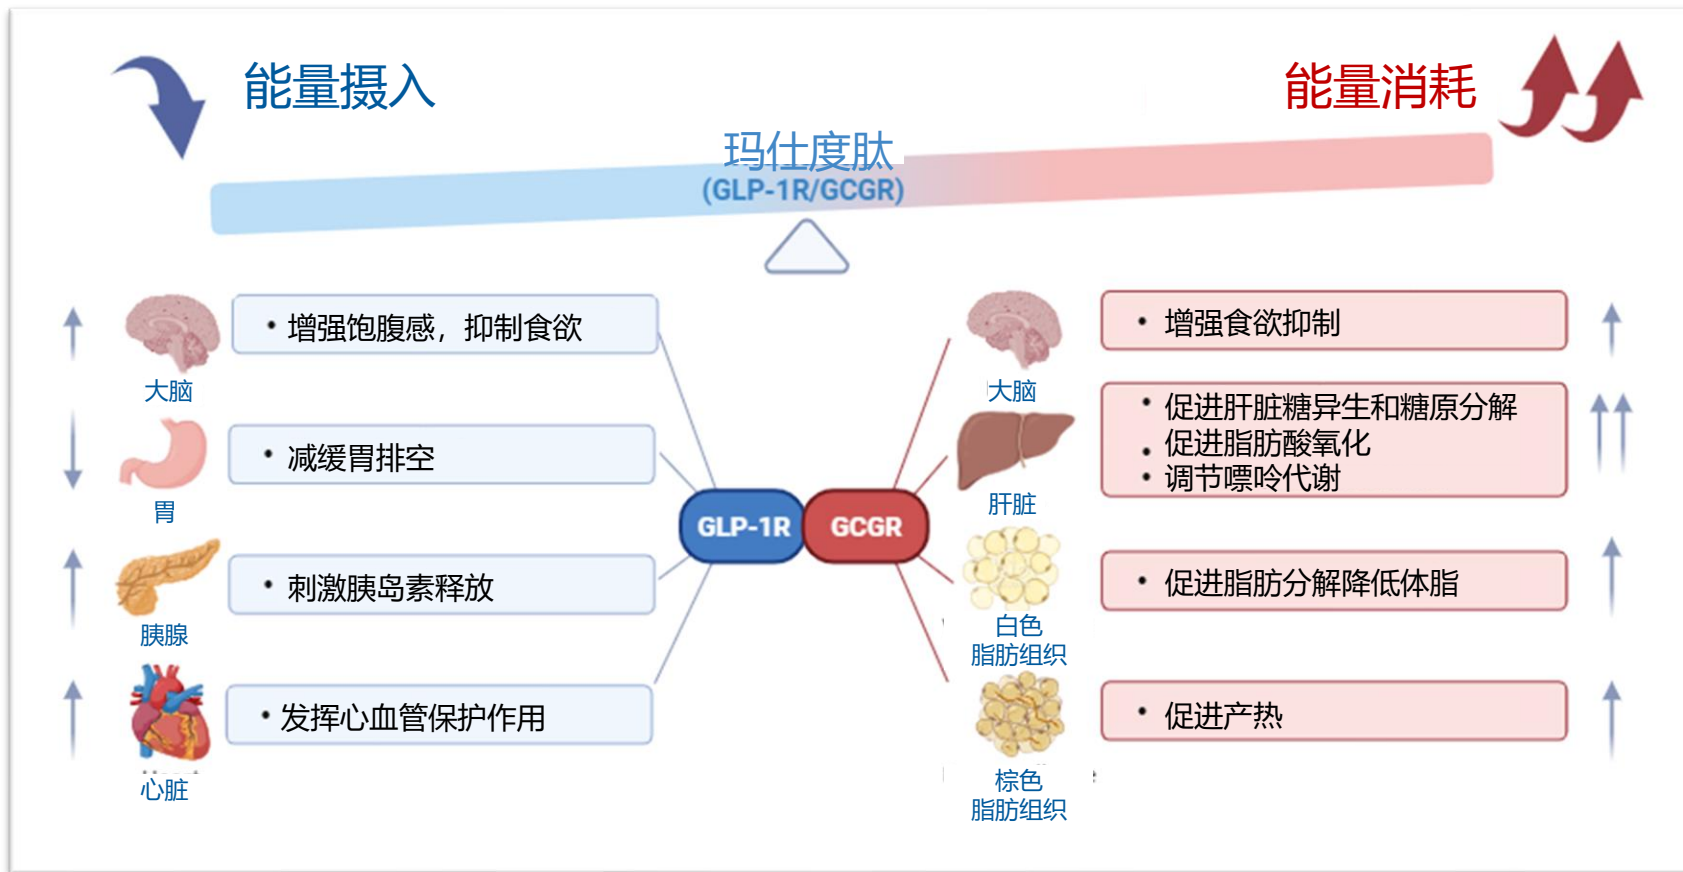 能量摄入
能量消耗
玛仕度肽
(GLP-1R/GCGR)
• 增强饱腹感，抑制食欲
大脑
• 减缓胃排空
胃
• 刺激胰岛素释放
胰腺
• 发挥心血管保护作用
心脏
GLP-1R
GCGR
大脑
• 增强食欲抑制
肝脏
• 促进肝脏糖异生和糖原分解
• 促进脂肪酸氧化
• 调节嘌呤代谢
白色
脂肪组织
• 促进脂肪分解降低体脂
棕色
脂肪组织
• 促进产热